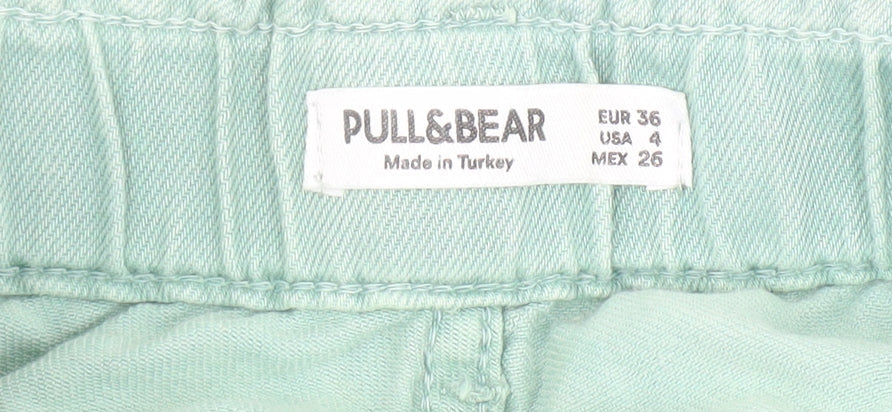 PULL&BEAR
Made in Turkey
EUR 36
USA 4
MEX 26